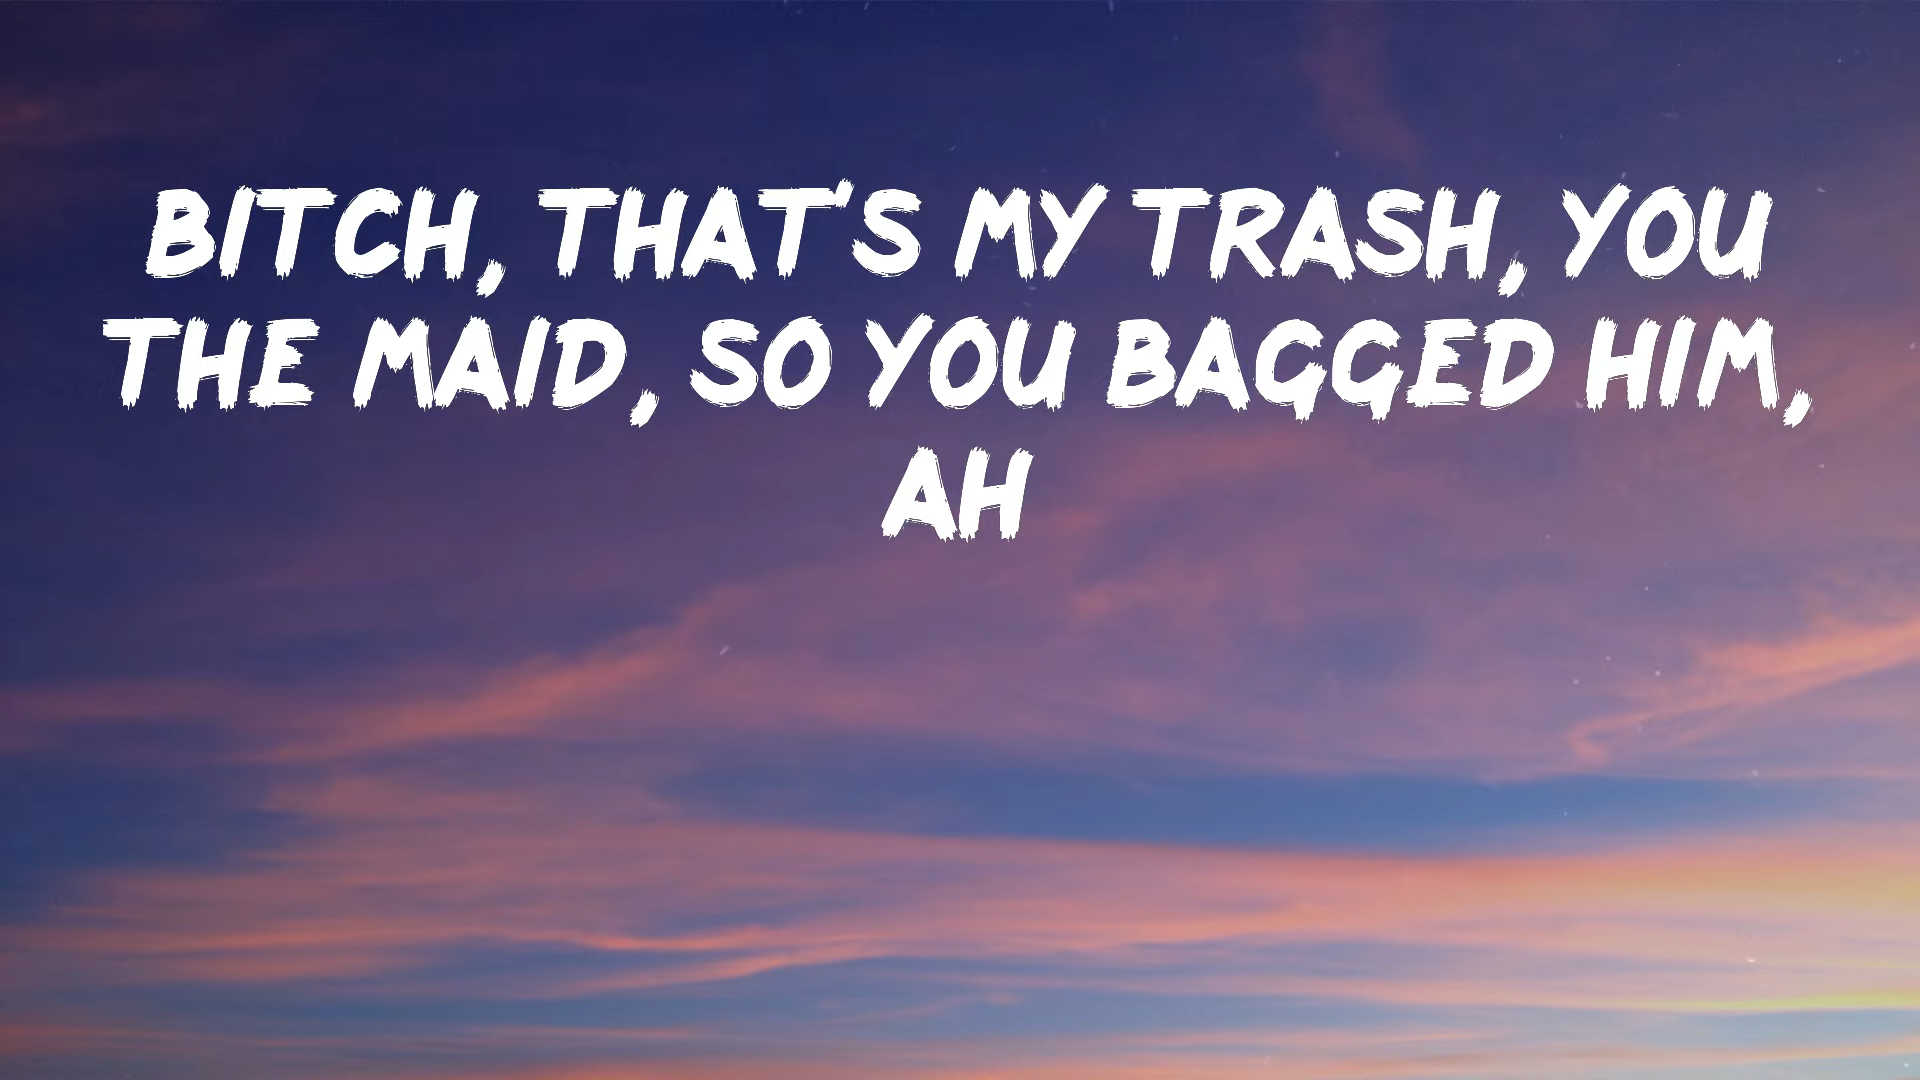 BITCH, THAT'S MY TRASH, YOU
THE MAID, SO YOU BAGGED HIM,
AH